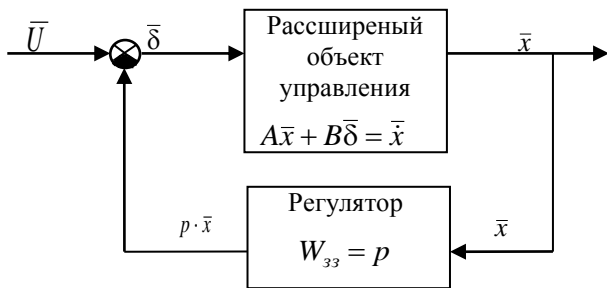 Ū
δ̄
Расширеный
объект
управления
Ax̄ + Bδ̄ = ẋ̄
x̄
Регулятор
W_зз = p
p · x̄
x̄